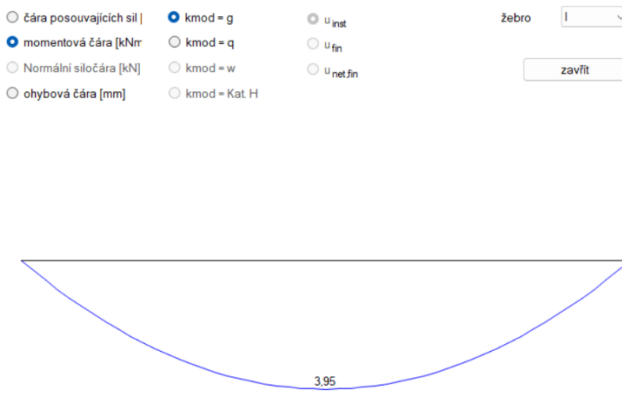 čára posouvajících sil [ kmod = g u inst žebro I
momentová čára [kNm kmod = q u fin
Normální siločára [kN] kmod = w u net,fin zavřít
ohybová čára [mm] kmod = Kat. H
3,95